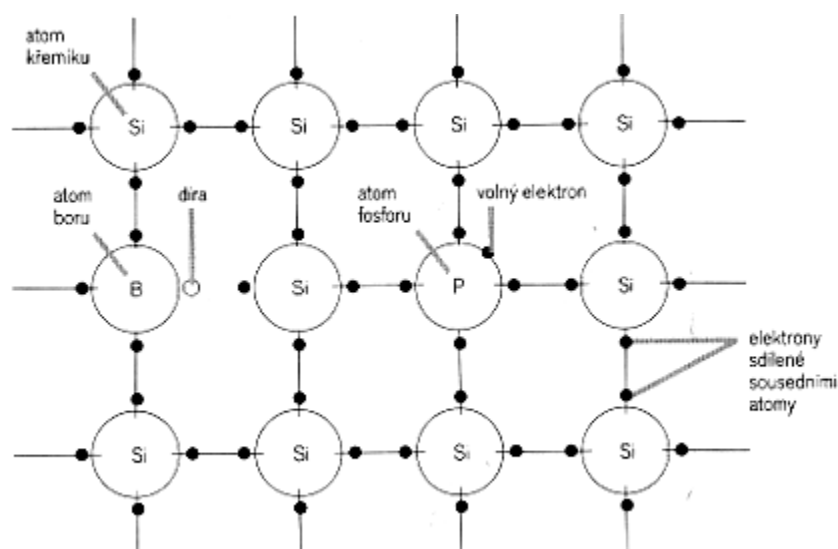 atom
křemíku
Si
Si
Si
Si
atom
boru
díra
atom
fosforu
volný elektron
B
Si
P
Si
elektrony
sdílené
sousedními
atomy
Si
Si
Si
Si